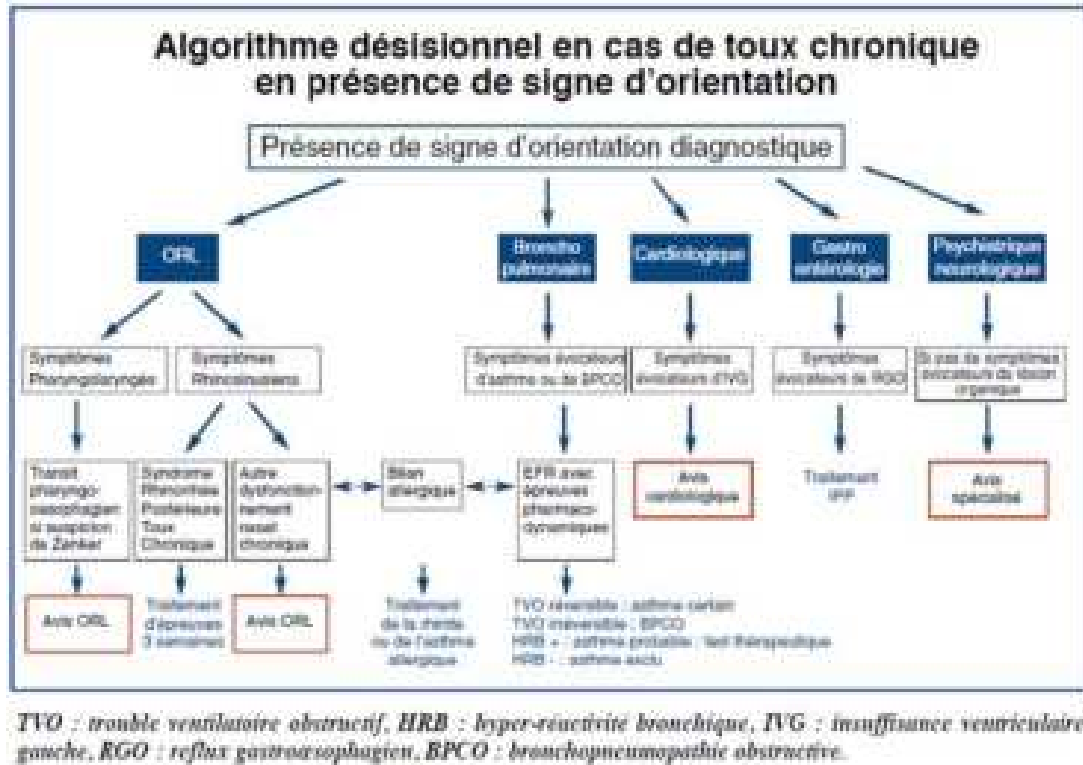 Algorithme désisionnel en cas de toux chronique
en présence de signe d'orientation
Présence de signe d'orientation diagnostique
ORL
Broncho
pulmonaire
Cardiologique
Gastro
entérologie
Psychiatrique
neurologique
Symptômes
Pharyngolaryngés
Symptômes
Rhinosinusiens
Symptômes évocateurs
d'asthme ou de BPCO
Symptômes
évocateurs d'IVG
Symptômes
évocateurs de RGO
Si pas de symptômes
évocateurs de lésion
organique
Transit
pharyngo-
oesophagien
si suspicion
de Zenker
Syndrome
Rhinorrhée
Postérieure
Toux
Chronique
Autre
dysfonction-
nement
nasal
chronique
Bilan
allergique
EFR avec
épreuves
pharmaco-
dynamiques
Avis
cardiologique
Traitement
IPP
Avis
spécialisé
Avis ORL
Traitement
d'épreuves
3 semaines
Avis ORL
Traitement
de la rhinite
ou de l'asthme
allergique
TVO réversible : asthme certain
TVO irréversible : BPCO
HRB + : asthme probable : test thérapeutique
HRB - : asthme exclu
TVO : trouble ventilatoire obstructif, HRB : hyper-réactivité bronchique, IVG : insuffisance ventriculaire
gauche, RGO : reflux gastroœsophagien, BPCO : bronchopneumopathie obstructive.